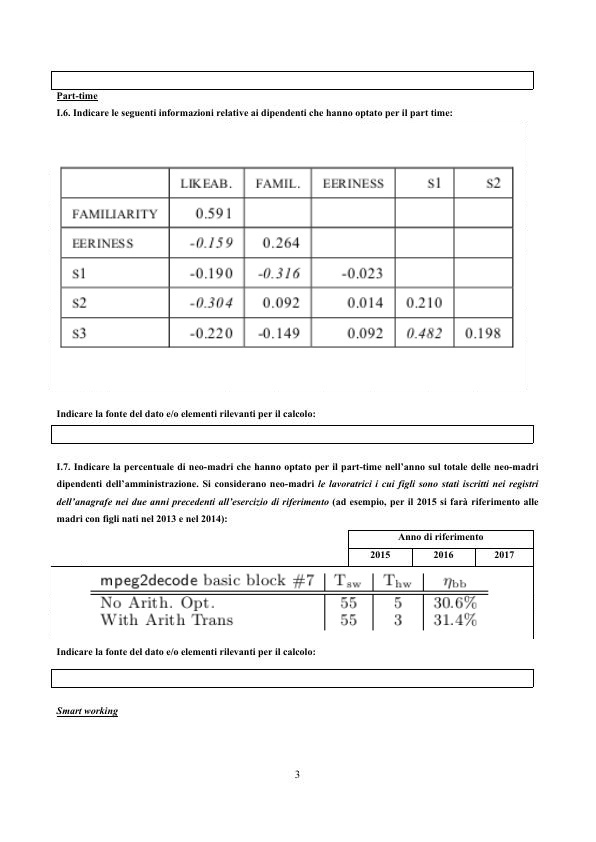 Part-time
I.6. Indicare le seguenti informazioni relative ai dipendenti che hanno optato per il part time:
LIKEAB. FAMIL. EERINESS S1 S2
FAMILIARITY 0.591
EERINESS -0.159 0.264
S1 -0.190 -0.316 -0.023
S2 -0.304 0.092 0.014 0.210
S3 -0.220 -0.149 0.092 0.482 0.198
Indicare la fonte del dato e/o elementi rilevanti per il calcolo:
I.7. Indicare la percentuale di neo-madri che hanno optato per il part-time nell’anno sul totale delle neo-madri
dipendenti dell’amministrazione. Si considerano neo-madri le lavoratrici i cui figli sono stati iscritti nei registri
dell’anagrafe nei due anni precedenti all’esercizio di riferimento (ad esempio, per il 2015 si farà riferimento alle
madri con figli nati nel 2013 e nel 2014):
Anno di riferimento
2015 2016 2017
mpeg2decode basic block #7 Tsw Thw ηbb
No Arith. Opt. 55 5 30.6%
With Arith Trans 55 3 31.4%
Indicare la fonte del dato e/o elementi rilevanti per il calcolo:
Smart working
3